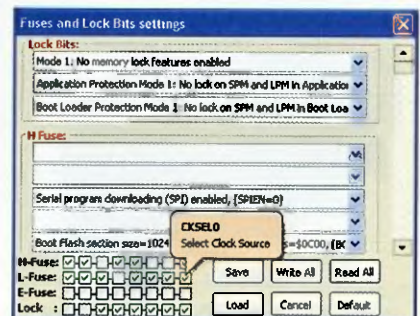 Fuses and Lock Bits settings
Lock Bits:
Mode 1: No memory lock features enabled
Application Protection Mode 1: No lock on SPM and LPM in Application
Boot Loader Protection Mode 1: No lock on SPM and LPM in Boot Loa
H Fuse:
Serial program downloading (SPI) enabled, [SPIEN=0]
CKSEL0
Select Clock Source
Boot Flash section size=1024
s=$0C00, (BC
H-Fuse:
L-Fuse:
E-Fuse:
Lock :
Save
Write All
Read All
Load
Cancel
Default